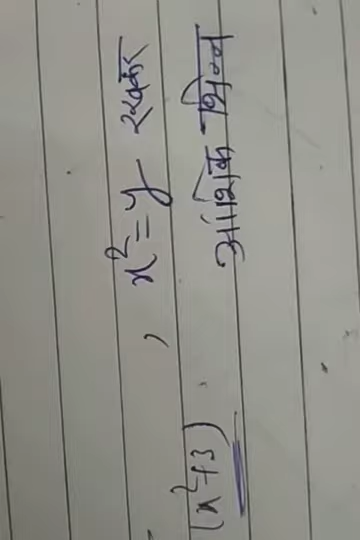 , x² = y रखकर
(x²+3) . आंशिक भिन्न